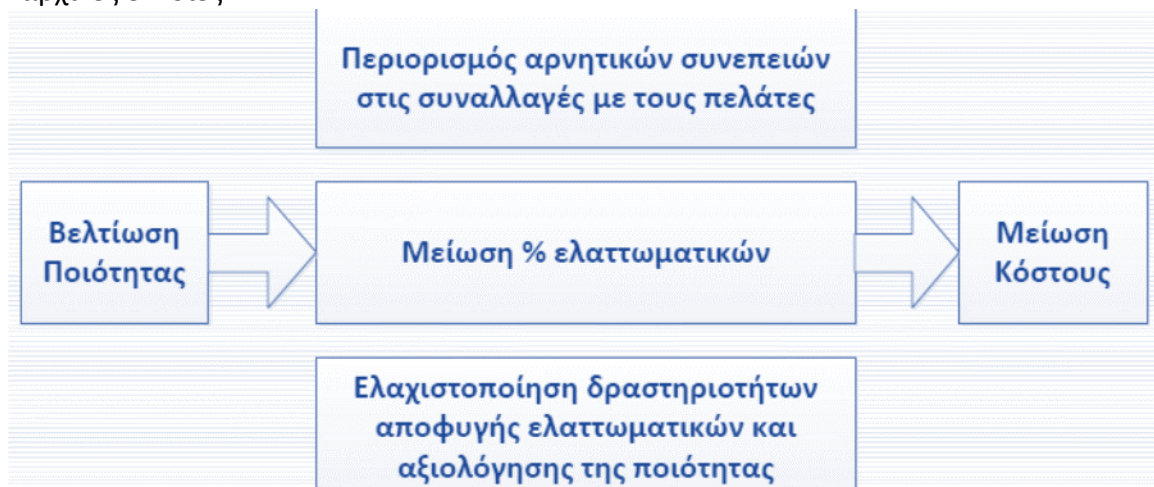 Περιορισμός αρνητικών συνεπειών
στις συναλλαγές με τους πελάτες
Βελτίωση
Ποιότητας
Μείωση % ελαττωματικών
Μείωση
Κόστους
Ελαχιστοποίηση δραστηριοτήτων
αποφυγής ελαττωματικών και
αξιολόγησης της ποιότητας